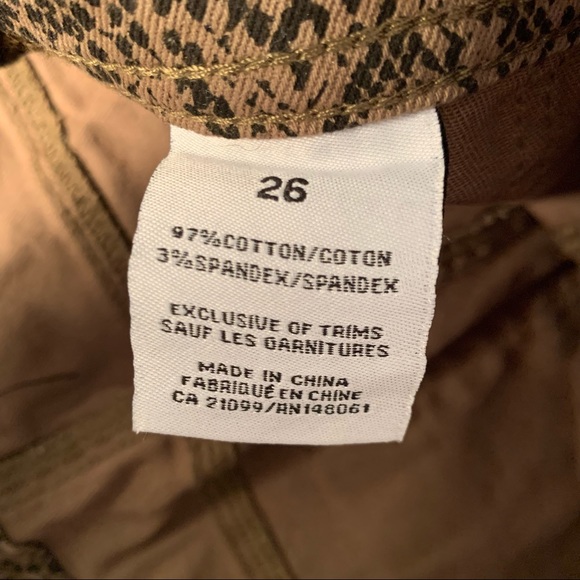 26
97%COTTON/COTON
3%SPANDEX/SPANDEX
EXCLUSIVE OF TRIMS
SAUF LES GARNITURES
MADE IN CHINA
FABRIQUÉ EN CHINE
CA 21099/RN148061